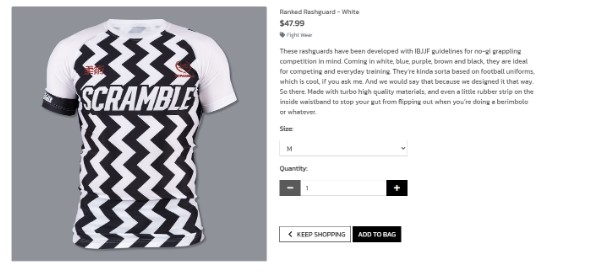 Ranked Rashguard - White
$47.99
Fight Wear
These rashguards have been developed with IBJJF guidelines for no-gi grappling
competition in mind. Coming in white, blue, purple, brown and black, they are ideal
for competing and everyday training. They're kinda sorta based on football uniforms,
which is cool, if you ask me. And we would say that because we designed it that way.
So there. Made with turbo high quality materials, and even a little rubber strip on the
inside waistband to stop your gut from flipping out when you're doing a berimbolo
or whatever.
SCRAMBLE
Size:
M
Quantity:
1
KEEP SHOPPING
ADD TO BAG